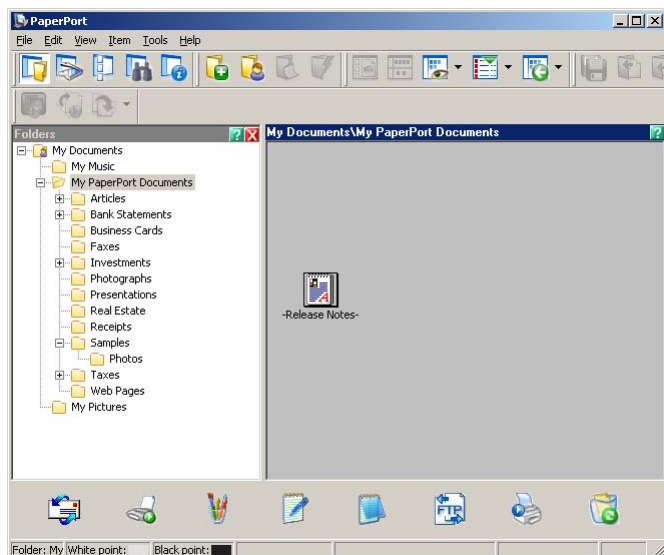 PaperPort
File Edit View Item Tools Help
Folders
My Documents\My PaperPort Documents
My Documents
My Music
My PaperPort Documents
Articles
Bank Statements
Business Cards
Faxes
Investments
Photographs
Presentations
Real Estate
Receipts
Samples
Photos
Taxes
Web Pages
My Pictures
-Release Notes-
FTP
Folder: My White point: Black point: